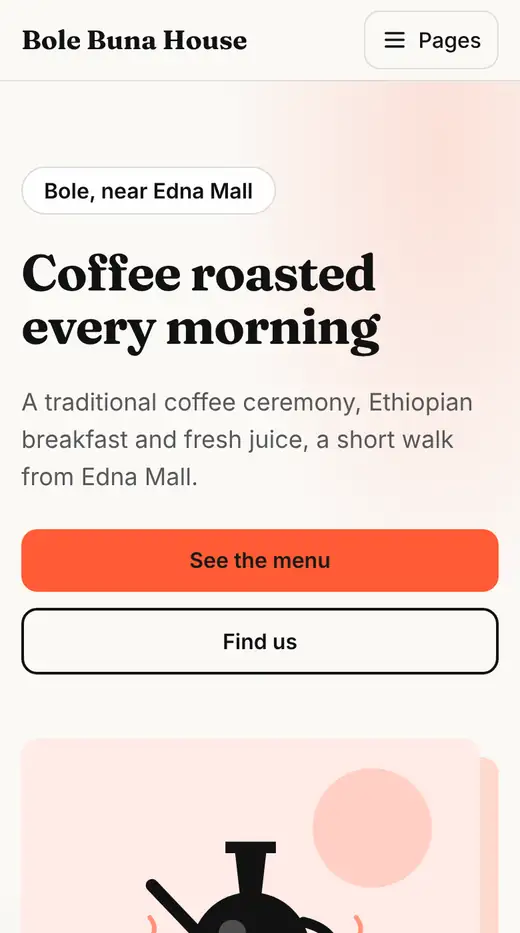 Bole Buna House
Pages
Bole, near Edna Mall
Coffee roasted
every morning
A traditional coffee ceremony, Ethiopian
breakfast and fresh juice, a short walk
from Edna Mall.
See the menu
Find us